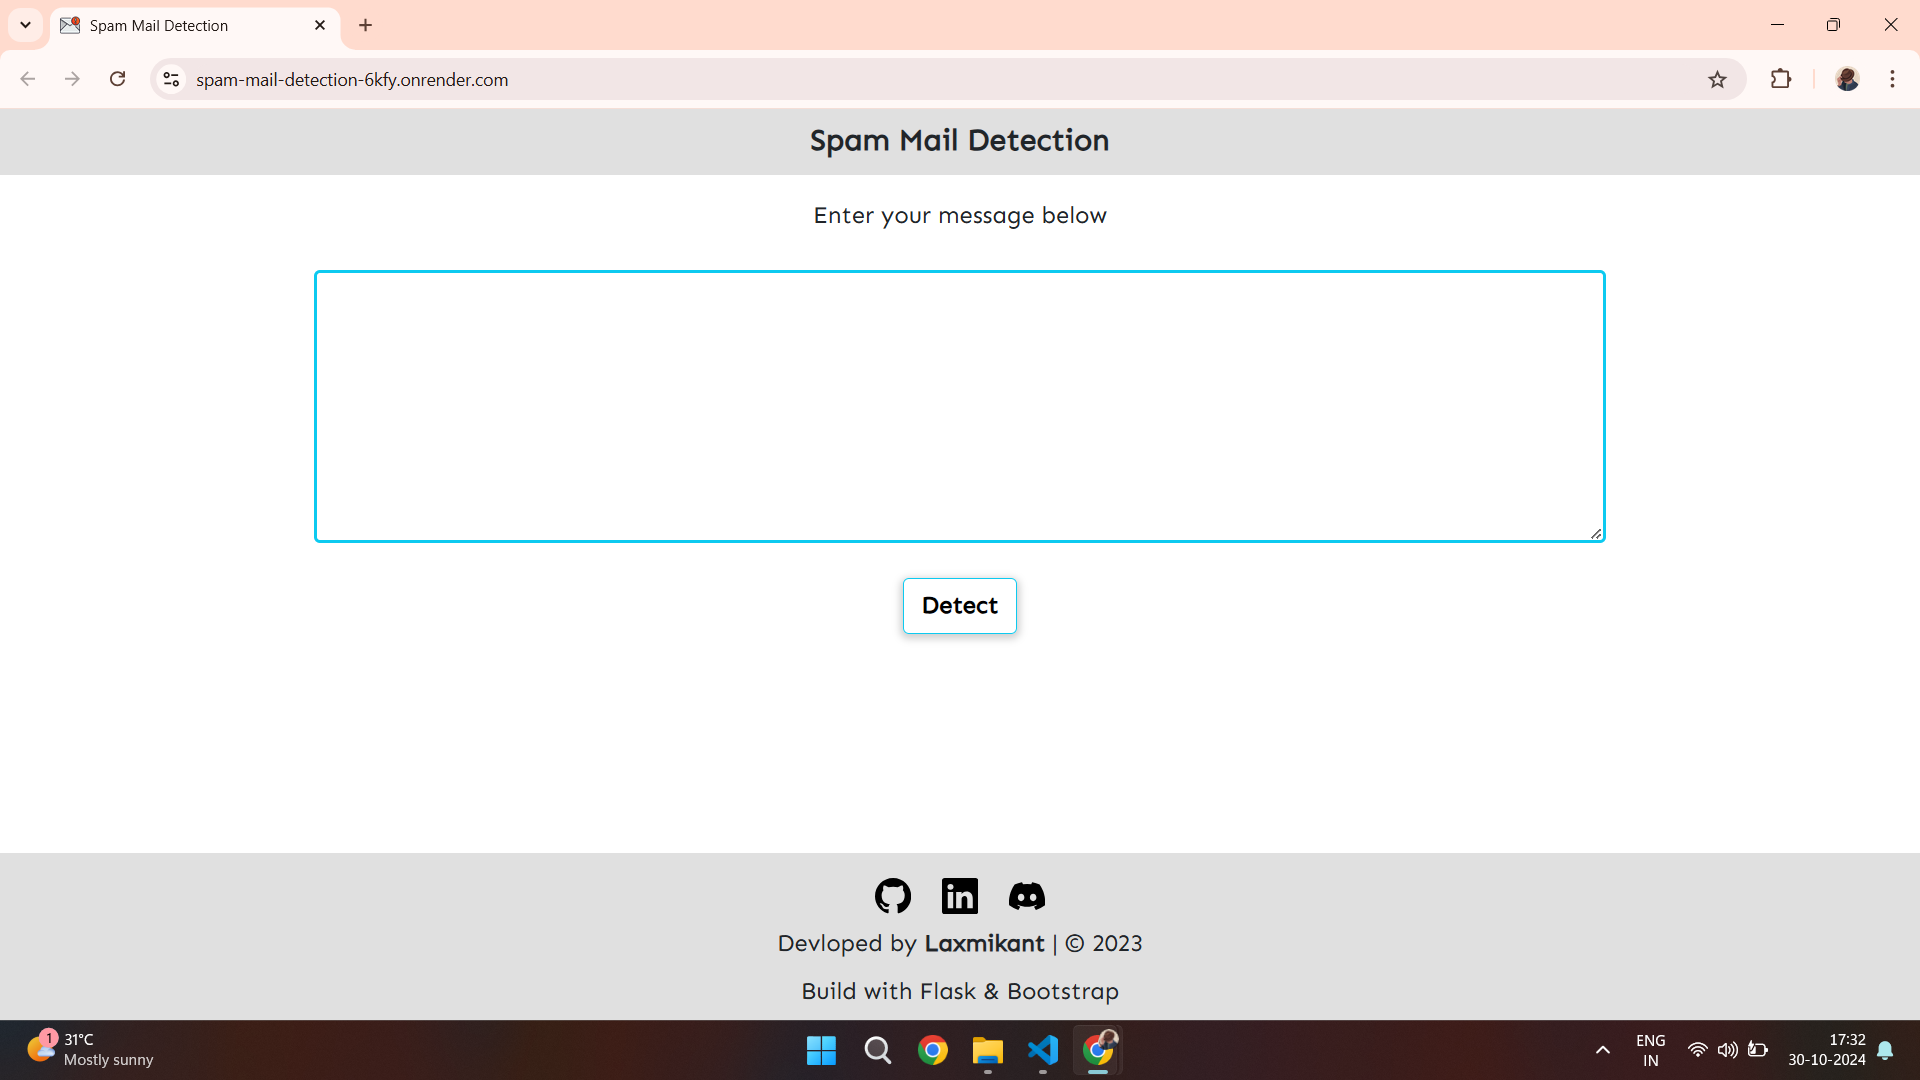 Spam Mail Detection
spam-mail-detection-6kfy.onrender.com
Spam Mail Detection
Enter your message below
Detect
in
Devloped by Laxmikant | © 2023
Build with Flask & Bootstrap
1
31°C
Mostly sunny
ENG
IN
17:32
30-10-2024